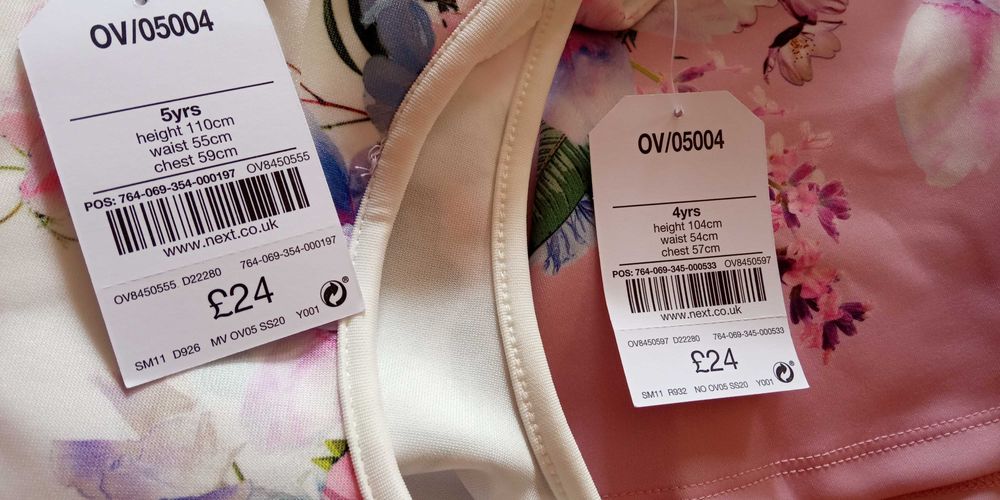 OV/05004
5yrs
height 110cm
waist 55cm
chest 59cm
OV8450555
POS: 764-069-354-000197
www.next.co.uk
OV8450555 D22280 764-069-354-000197
£24
SM11 D926 MV OV05 SS20 Y001
OV/05004
4yrs
height 104cm
waist 54cm
chest 57cm
POS: 764-069-345-000533 OV8450597
www.next.co.uk
OV8450597 D22280 764-069-345-000533
£24
SM11 R932 NO OV05 SS20 Y001